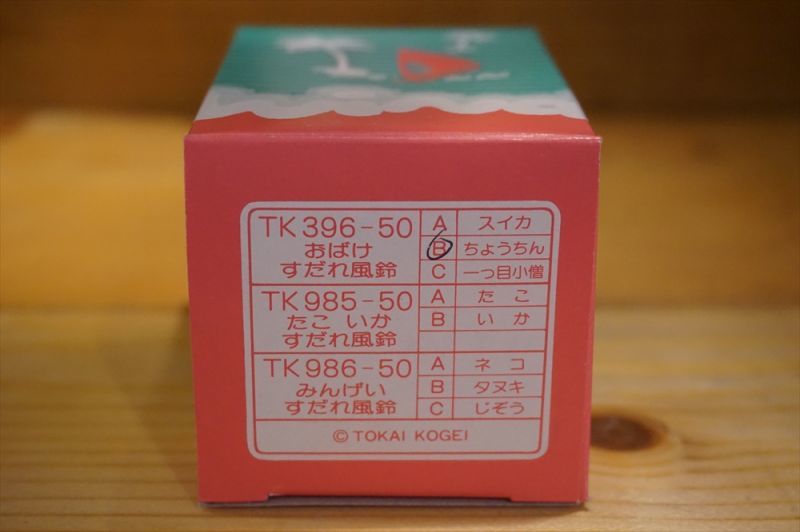 TK396-50
おばけ
すだれ風鈴
A スイカ
B ちょうちん
C 一つ目小僧
TK985-50
たこ いか
すだれ風鈴
A たこ
B いか
TK986-50
みんげい
すだれ風鈴
A ネコ
B タヌキ
C じぞう
© TOKAI KOGEI